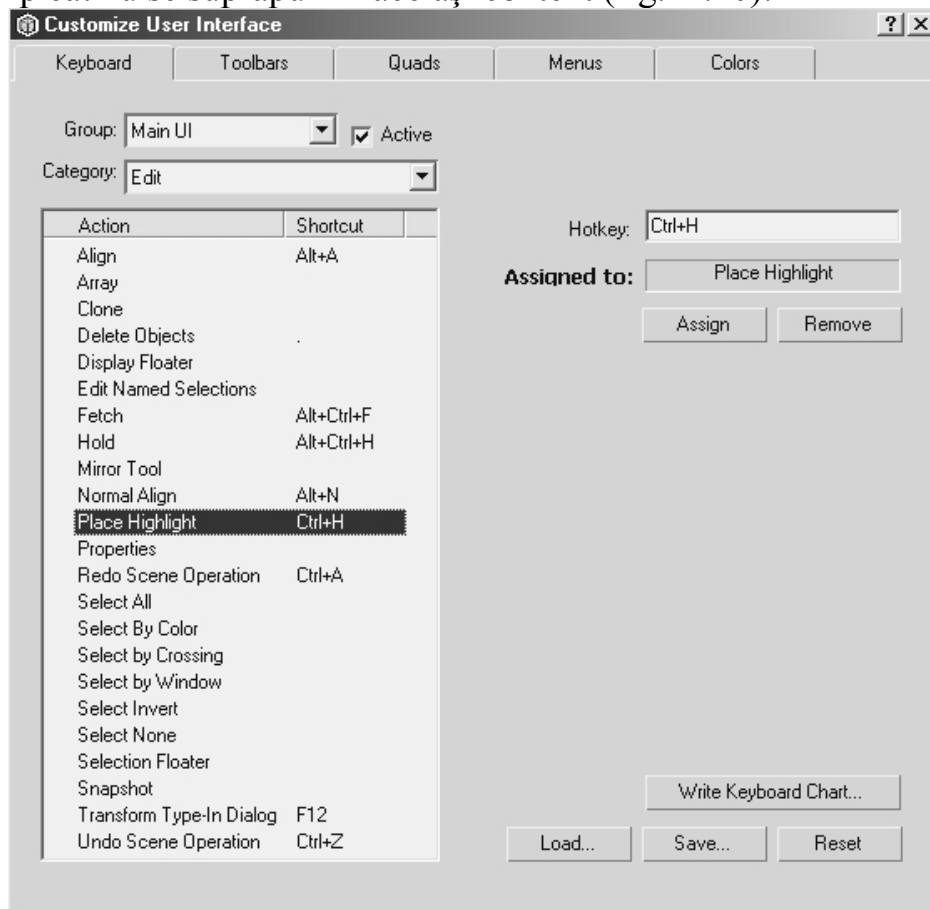 Customize User Interface
Keyboard Toolbars Quads Menus Colors
Group: Main UI Active
Category: Edit
Action Shortcut
Align Alt+A
Array
Clone
Delete Objects .
Display Floater
Edit Named Selections
Fetch Alt+Ctrl+F
Hold Alt+Ctrl+H
Mirror Tool
Normal Align Alt+N
Place Highlight Ctrl+H
Properties
Redo Scene Operation Ctrl+A
Select All
Select By Color
Select by Crossing
Select by Window
Select Invert
Select None
Selection Floater
Snapshot
Transform Type-In Dialog F12
Undo Scene Operation Ctrl+Z
Hotkey: Ctrl+H
Assigned to: Place Highlight
Assign Remove
Write Keyboard Chart...
Load... Save... Reset